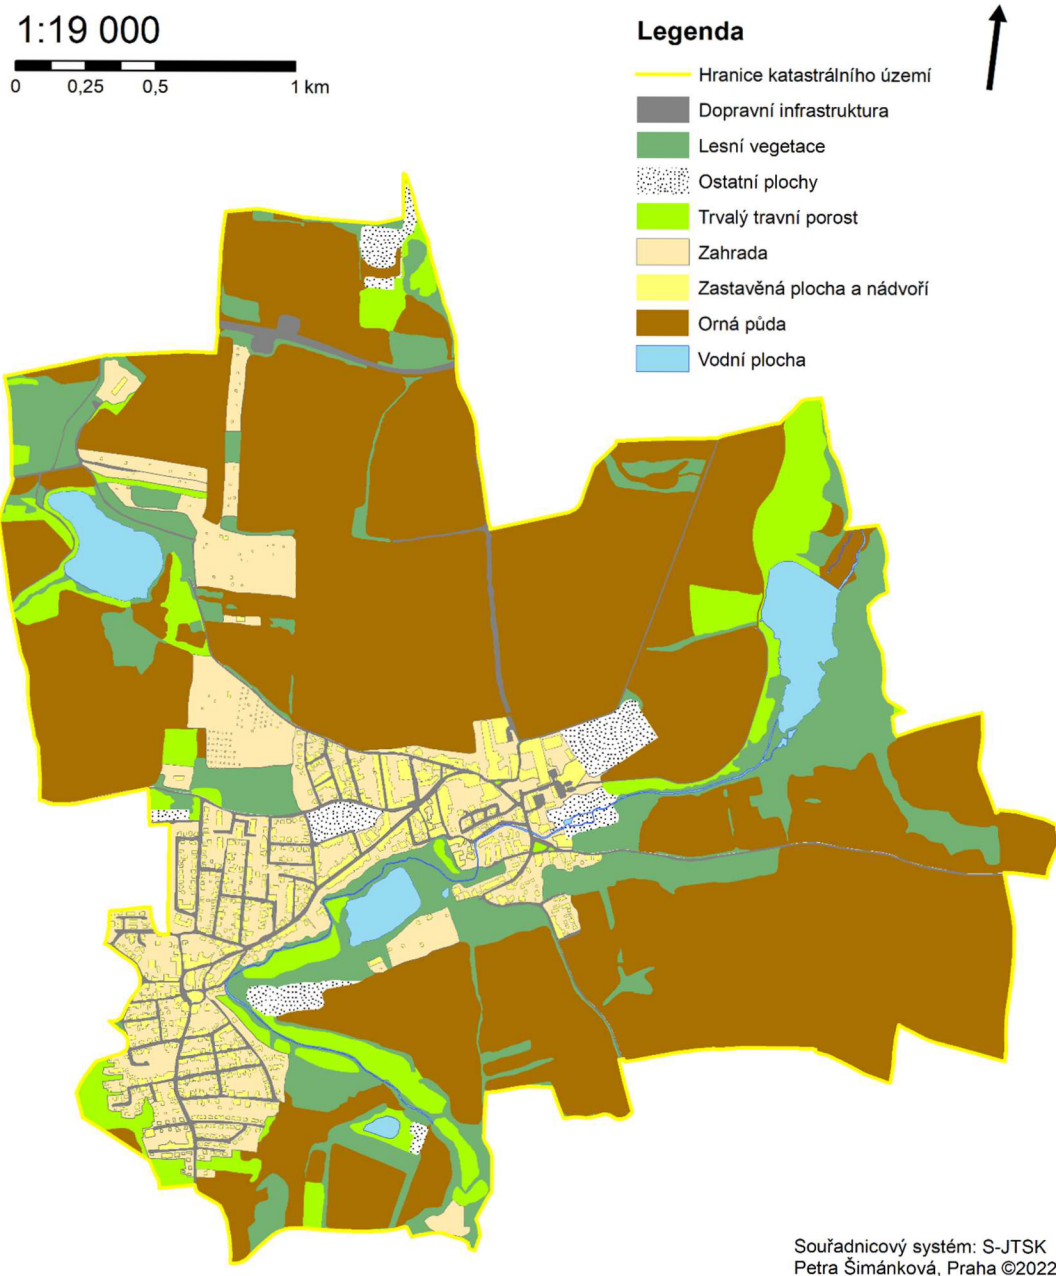 1:19 000
0 0,25 0,5 1 km
Legenda
Hranice katastrálního území
Dopravní infrastruktura
Lesní vegetace
Ostatní plochy
Trvalý travní porost
Zahrada
Zastavěná plocha a nádvoří
Orná půda
Vodní plocha
Souřadnicový systém: S-JTSK
Petra Šimánková, Praha ©2022